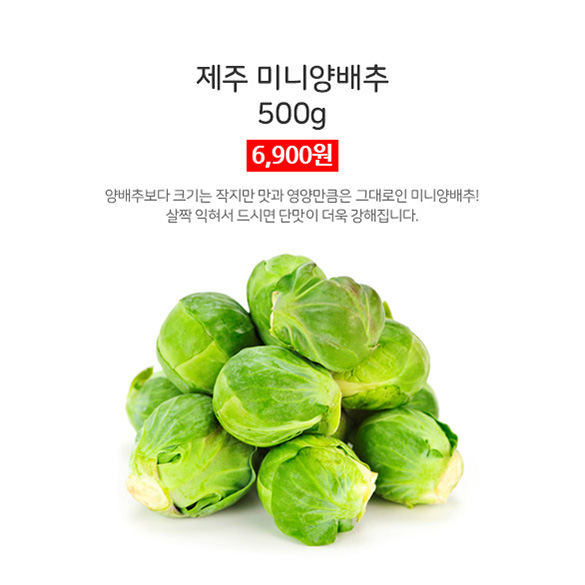 제주 미니양배추
500g
6,900원
양배추보다 크기는 작지만 맛과 영양만큼은 그대로인 미니양배추!
살짝 익혀서 드시면 단맛이 더욱 강해집니다.